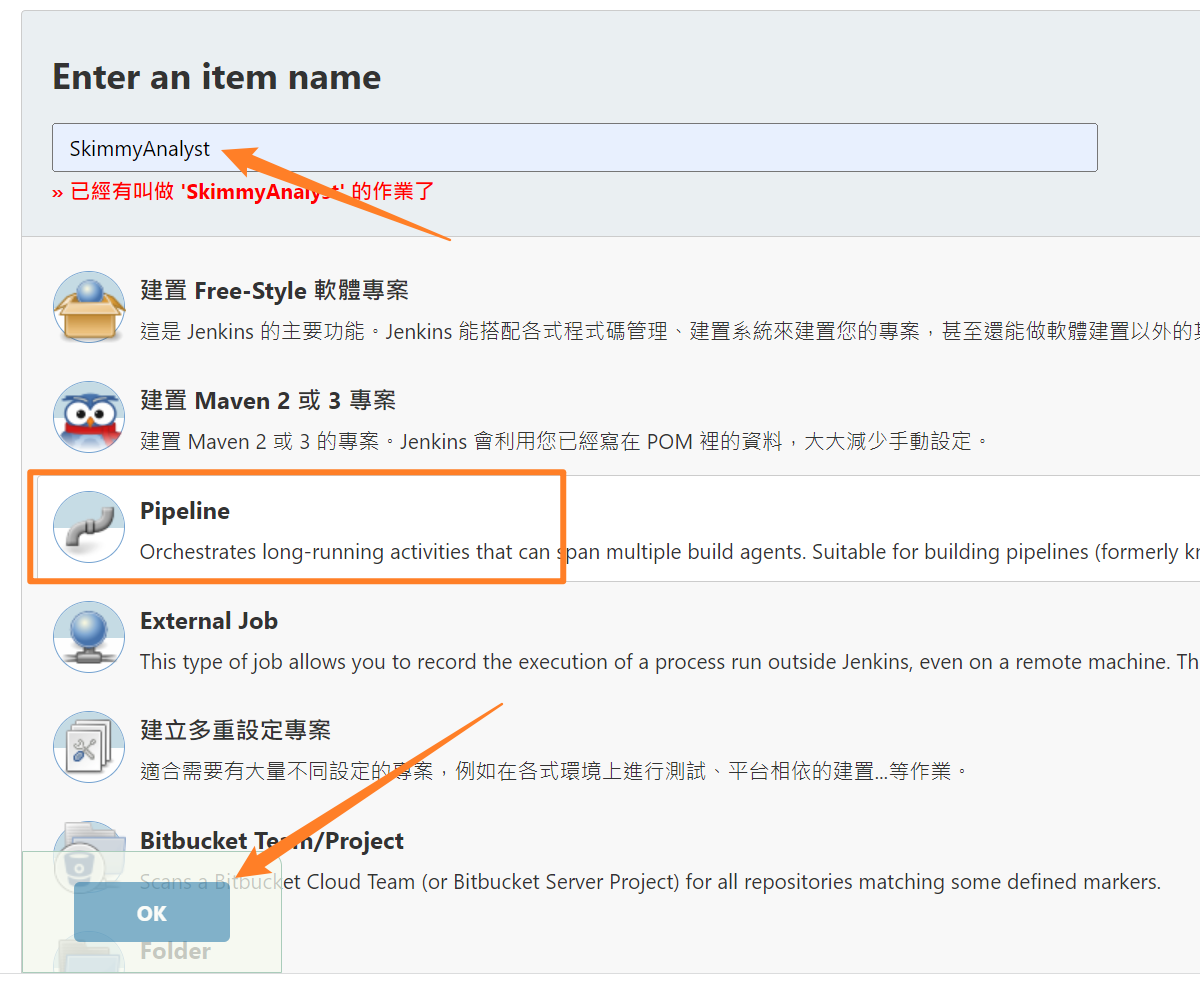 Enter an item name
SkimmyAnalyst
» 已經有叫做 'SkimmyAnalyst' 的作業了
建置 Free-Style 軟體專案
這是 Jenkins 的主要功能。Jenkins 能搭配各式程式碼管理、建置系統來建置您的專案，甚至還能做軟體建置以外的
建置 Maven 2 或 3 專案
建置 Maven 2 或 3 的專案。Jenkins 會利用您已經寫在 POM 裡的資料，大大減少手動設定。
Pipeline
Orchestrates long-running activities that can span multiple build agents. Suitable for building pipelines (formerly
External Job
This type of job allows you to record the execution of a process run outside Jenkins, even on a remote machine. Th
建立多重設定專案
適合需要有大量不同設定的專案，例如在各式環境上進行測試、平台相依的建置...等作業。
Bitbucket Team/Project
Scans a Bitbucket Cloud Team (or Bitbucket Server Project) for all repositories matching some defined markers.
OK
Folder